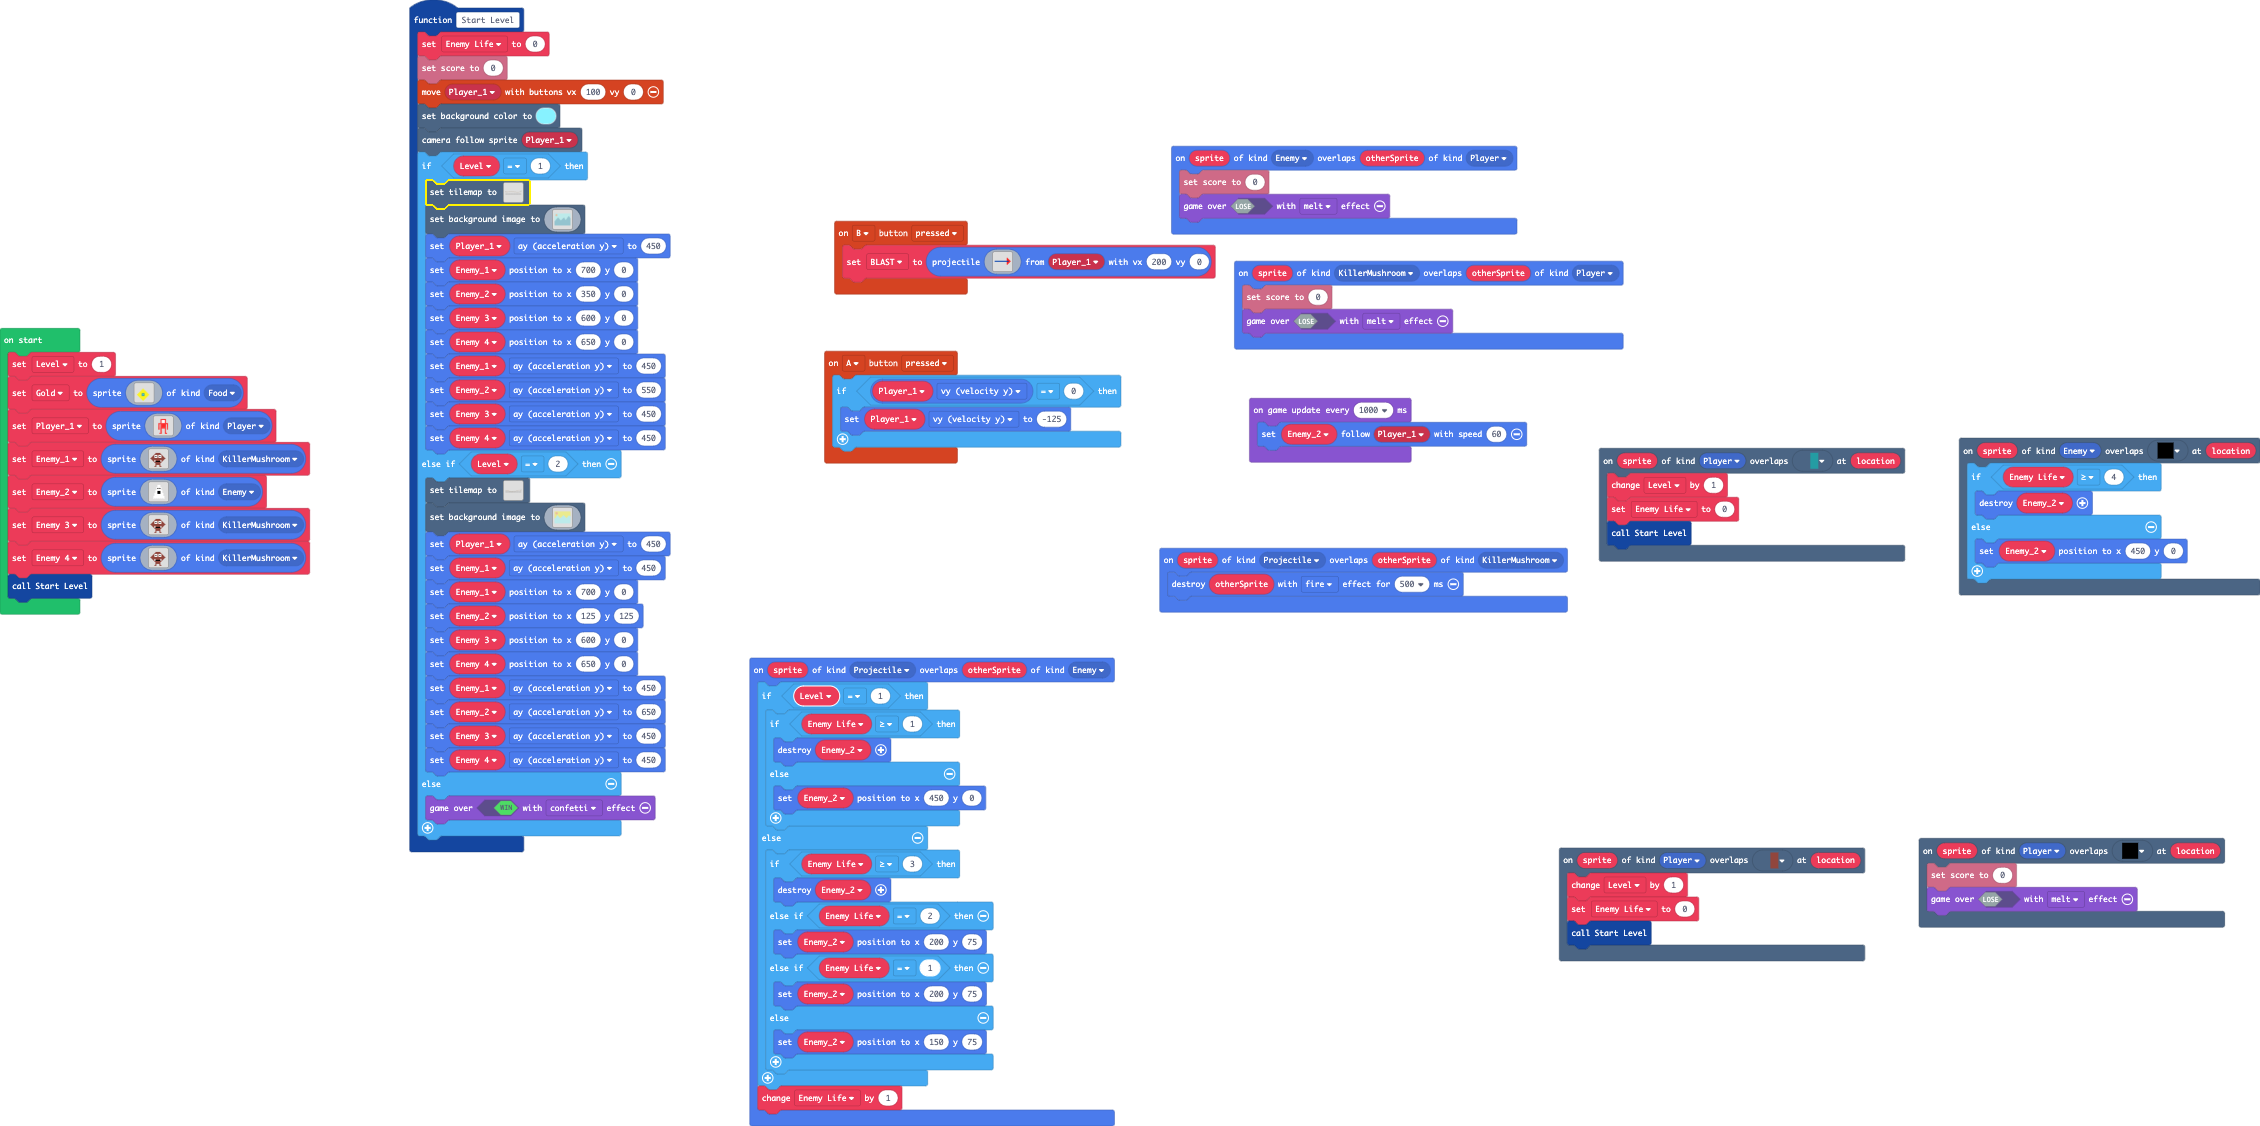 on start
set Level to 1
set Gold to sprite of kind Food
set Player_1 to sprite of kind Player
set Enemy_1 to sprite of kind KillerMushroom
set Enemy_2 to sprite of kind Enemy
set Enemy 3 to sprite of kind KillerMushroom
set Enemy 4 to sprite of kind KillerMushroom
call Start Level
function Start Level
set Enemy Life to 0
set score to 0
move Player_1 with buttons vx 100 vy 0
set background color to
camera follow sprite Player_1
if Level = 1 then
set tilemap to
set background image to
set Player_1 ay (acceleration y) to 450
set Enemy_1 position to x 700 y 0
set Enemy_2 position to x 350 y 0
set Enemy 3 position to x 600 y 0
set Enemy 4 position to x 650 y 0
set Enemy_1 ay (acceleration y) to 450
set Enemy_2 ay (acceleration y) to 550
set Enemy 3 ay (acceleration y) to 450
set Enemy 4 ay (acceleration y) to 450
else if Level = 2 then
set tilemap to
set background image to
set Player_1 ay (acceleration y) to 450
set Enemy_1 ay (acceleration y) to 450
set Enemy_1 position to x 700 y 0
set Enemy_2 position to x 125 y 125
set Enemy 3 position to x 600 y 0
set Enemy 4 position to x 650 y 0
set Enemy_1 ay (acceleration y) to 450
set Enemy_2 ay (acceleration y) to 650
set Enemy 3 ay (acceleration y) to 450
set Enemy 4 ay (acceleration y) to 450
else
game over WIN with confetti effect
on B button pressed
set BLAST to projectile from Player_1 with vx 200 vy 0
on A button pressed
if Player_1 vy (velocity y) = 0 then
set Player_1 vy (velocity y) to -125
on sprite of kind Projectile overlaps otherSprite of kind Enemy
if Level = 1 then
if Enemy Life ≥ 1 then
destroy Enemy_2
else
set Enemy_2 position to x 450 y 0
else
if Enemy Life ≥ 3 then
destroy Enemy_2
else if Enemy Life = 2 then
set Enemy_2 position to x 200 y 75
else if Enemy Life = 1 then
set Enemy_2 position to x 200 y 75
else
set Enemy_2 position to x 150 y 75
change Enemy Life by 1
on sprite of kind Enemy overlaps otherSprite of kind Player
set score to 0
game over LOSE with melt effect
on sprite of kind KillerMushroom overlaps otherSprite of kind Player
set score to 0
game over LOSE with melt effect
on game update every 1000 ms
set Enemy_2 follow Player_1 with speed 60
on sprite of kind Projectile overlaps otherSprite of kind KillerMushroom
destroy otherSprite with fire effect for 500 ms
on sprite of kind Player overlaps at location
change Level by 1
set Enemy Life to 0
call Start Level
on sprite of kind Enemy overlaps at location
if Enemy Life ≥ 4 then
destroy Enemy_2
else
set Enemy_2 position to x 450 y 0
on sprite of kind Player overlaps at location
change Level by 1
set Enemy Life to 0
call Start Level
on sprite of kind Player overlaps at location
set score to 0
game over LOSE with melt effect